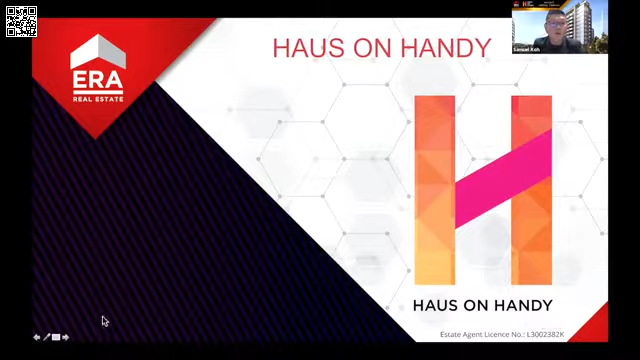 HAUS ON HANDY
ERA
REAL ESTATE
Samuel Koh
HAUS ON HANDY
Estate Agent Licence No.: L3002382K